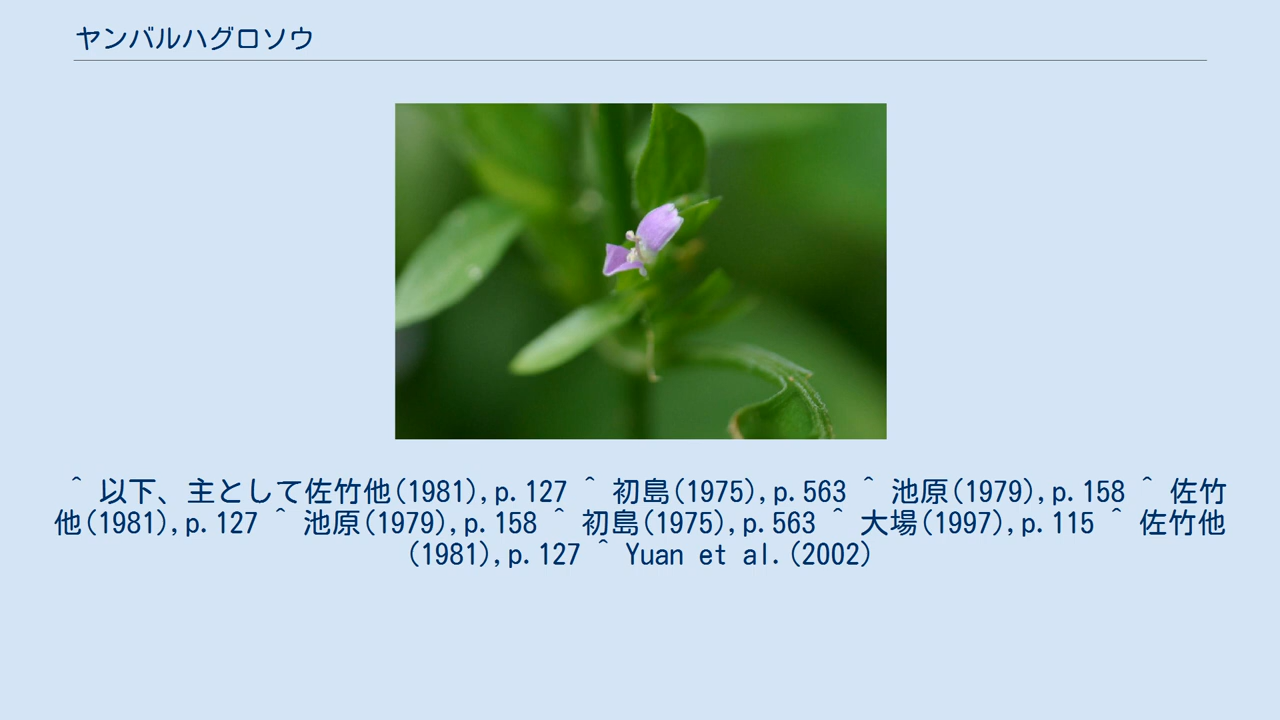 ヤンバルハグロソウ
^ 以下、主として佐竹他(1981),p.127 ^ 初島(1975),p.563 ^ 池原(1979),p.158 ^ 佐竹
他(1981),p.127 ^ 池原(1979),p.158 ^ 初島(1975),p.563 ^ 大場(1997),p.115 ^ 佐竹他
(1981),p.127 ^ Yuan et al.(2002)